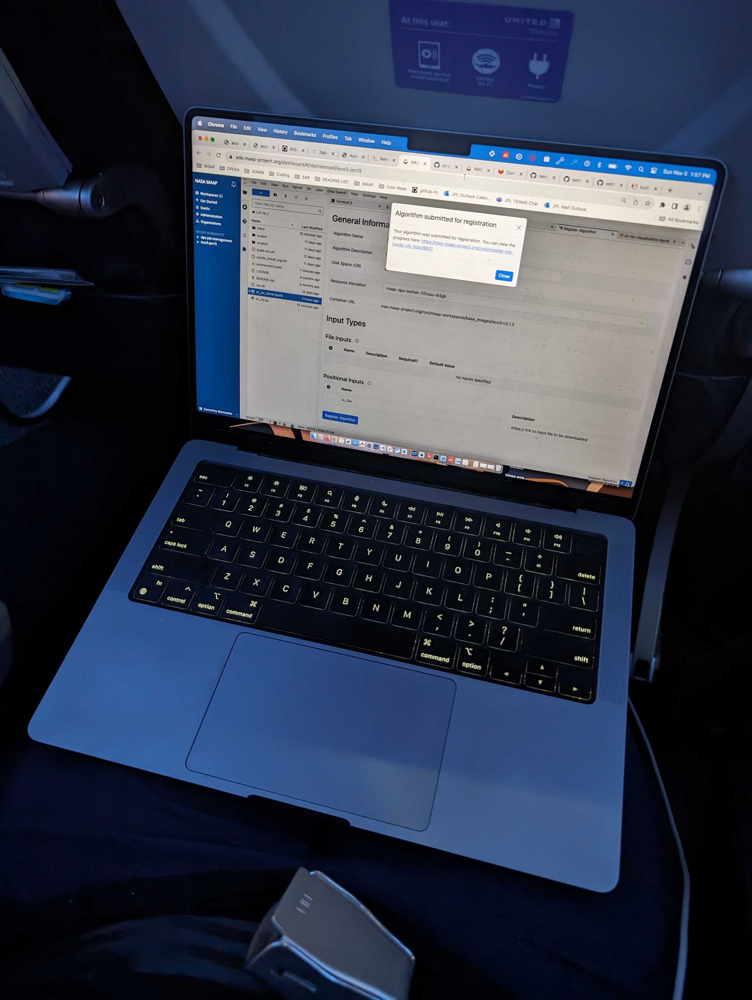 At this seat:
UNITED
Personal device
entertainment
United
Wi-Fi
Power
Chrome File Edit View History Bookmarks Profiles Tab Window Help
Sun Nov 5 1:57 PM
acc
acc
NIS
Italy
Aud
Rele
NAS
s1-r
NAS
Con
sen
sen
sen
buil
ade.maap-project.org/dashboard/#/ide/niemoell/isce3-jsn15
NISAR OPERA ADMIN Coding SAR READING LIST MAAP Cool Ideas github-fn JPL Outlook Calen... JPL TEAMS Chat JPL Mail Outlook
All Bookmarks
NASA MAAP
Workspaces (2)
Get Started
Stacks
Administration
Organizations
RECENT WORKSPACES
dps-job-management
isce3-jsn15
Samantha Niemoeller
File Edit View Run Kernel Git Jobs Data Search Tabs Settings Help
Filter files by name
/ s1-rtc /
Name Last Modified
input 10 minutes ago
output 11 days ago
scratch 11 days ago
build-env.sh 12 days ago
conda_install_log.txt 11 days ago
environment.yaml 7 minutes ago
LICENSE 4 months ago
README.md 4 months ago
run.sh 12 days ago
s1_rtc_driver.ipynb 2 hours ago
s1_rtc.py 12 minutes ago
Terminal 3
Register Algorithm
s1-rtc-visualization.ipynb
General Informa
Algorithm Name
Algorithm Description
Disk Space (GB)
Resource Allocation
maap-dps-worker-32vcpu-64gb
Container URL
mas.maap-project.org/root/maap-workspaces/base_images/isce3:v3.1.3
Algorithm submitted for registration
Your algorithm was submitted for registration. You can view the
progress here: https://repo.maap-project.org/root/register-job-
hysds-v4/-/jobs/9631
Close
Input Types
File Inputs
Name Description Required? Default Value
No inputs specified
Positional Inputs
Name
Description
in_file
https:// link to input file to be downloaded
Register Algorithm
Simple
3
0
Mem: 390.16 / 8096.00 MB
Register Algorithm 2
bingo.png
esc F1 F2 F3 F4 F5 F6 F7 F8 F9 F10 F11 F12
~ ! @ # $ % ^ & * ( ) — +
` 1 2 3 4 5 6 7 8 9 0 - = delete
tab Q W E R T Y U I O P { } |
[ ] \
caps lock A S D F G H J K L : " return
; '
shift Z X C V B N M < > ? shift
, . /
fn control option command command option